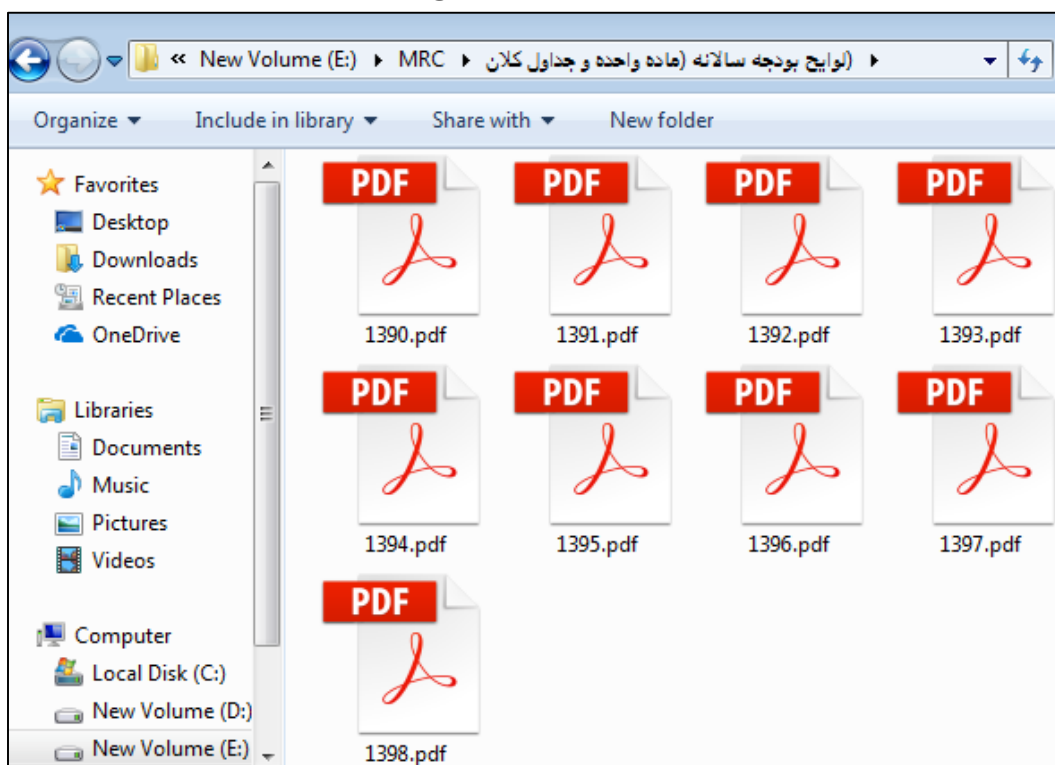 « New Volume (E:) ▸ MRC ▸ (لوایح بودجه سالانه (ماده واحده و جداول کلان ▸
Organize Include in library Share with New folder
Favorites
Desktop
Downloads
Recent Places
OneDrive
Libraries
Documents
Music
Pictures
Videos
Computer
Local Disk (C:)
New Volume (D:)
New Volume (E:)
PDF PDF PDF PDF
1390.pdf 1391.pdf 1392.pdf 1393.pdf
PDF PDF PDF PDF
1394.pdf 1395.pdf 1396.pdf 1397.pdf
PDF
1398.pdf